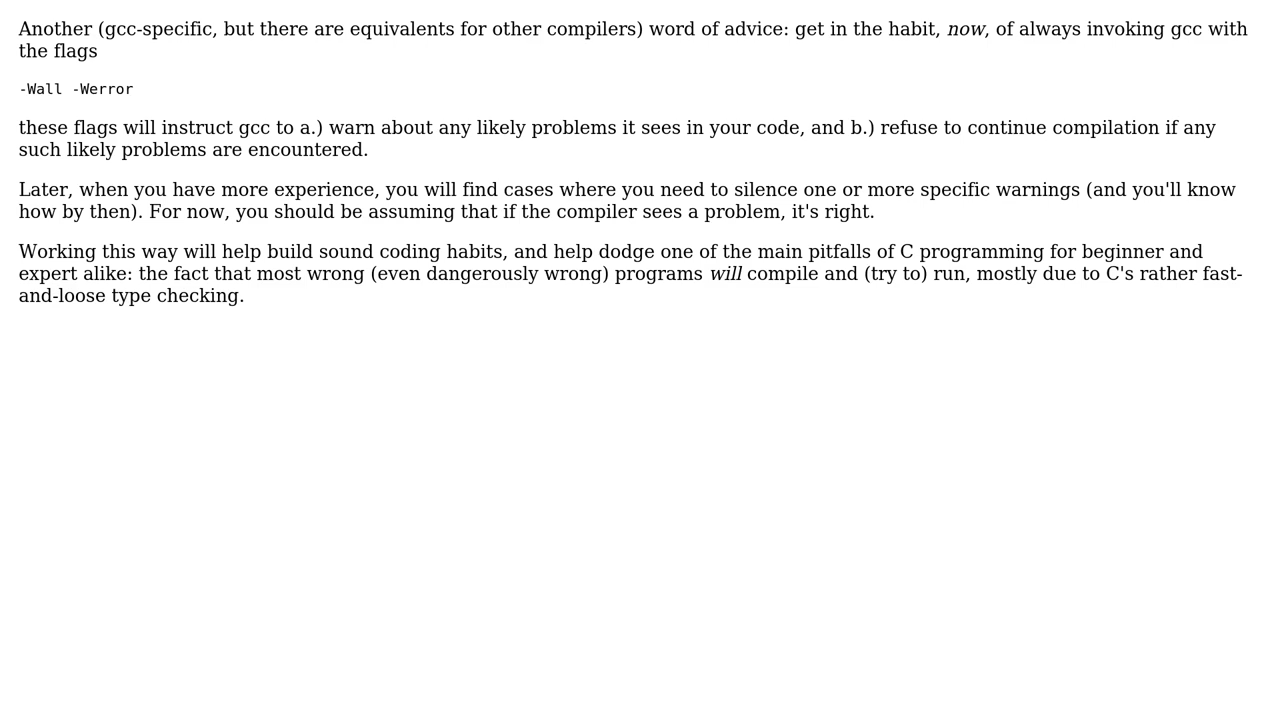 Another (gcc-specific, but there are equivalents for other compilers) word of advice: get in the habit, now, of always invoking gcc with
the flags
-Wall -Werror
these flags will instruct gcc to a.) warn about any likely problems it sees in your code, and b.) refuse to continue compilation if any
such likely problems are encountered.
Later, when you have more experience, you will find cases where you need to silence one or more specific warnings (and you'll know
how by then). For now, you should be assuming that if the compiler sees a problem, it's right.
Working this way will help build sound coding habits, and help dodge one of the main pitfalls of C programming for beginner and
expert alike: the fact that most wrong (even dangerously wrong) programs will compile and (try to) run, mostly due to C's rather fast-
and-loose type checking.